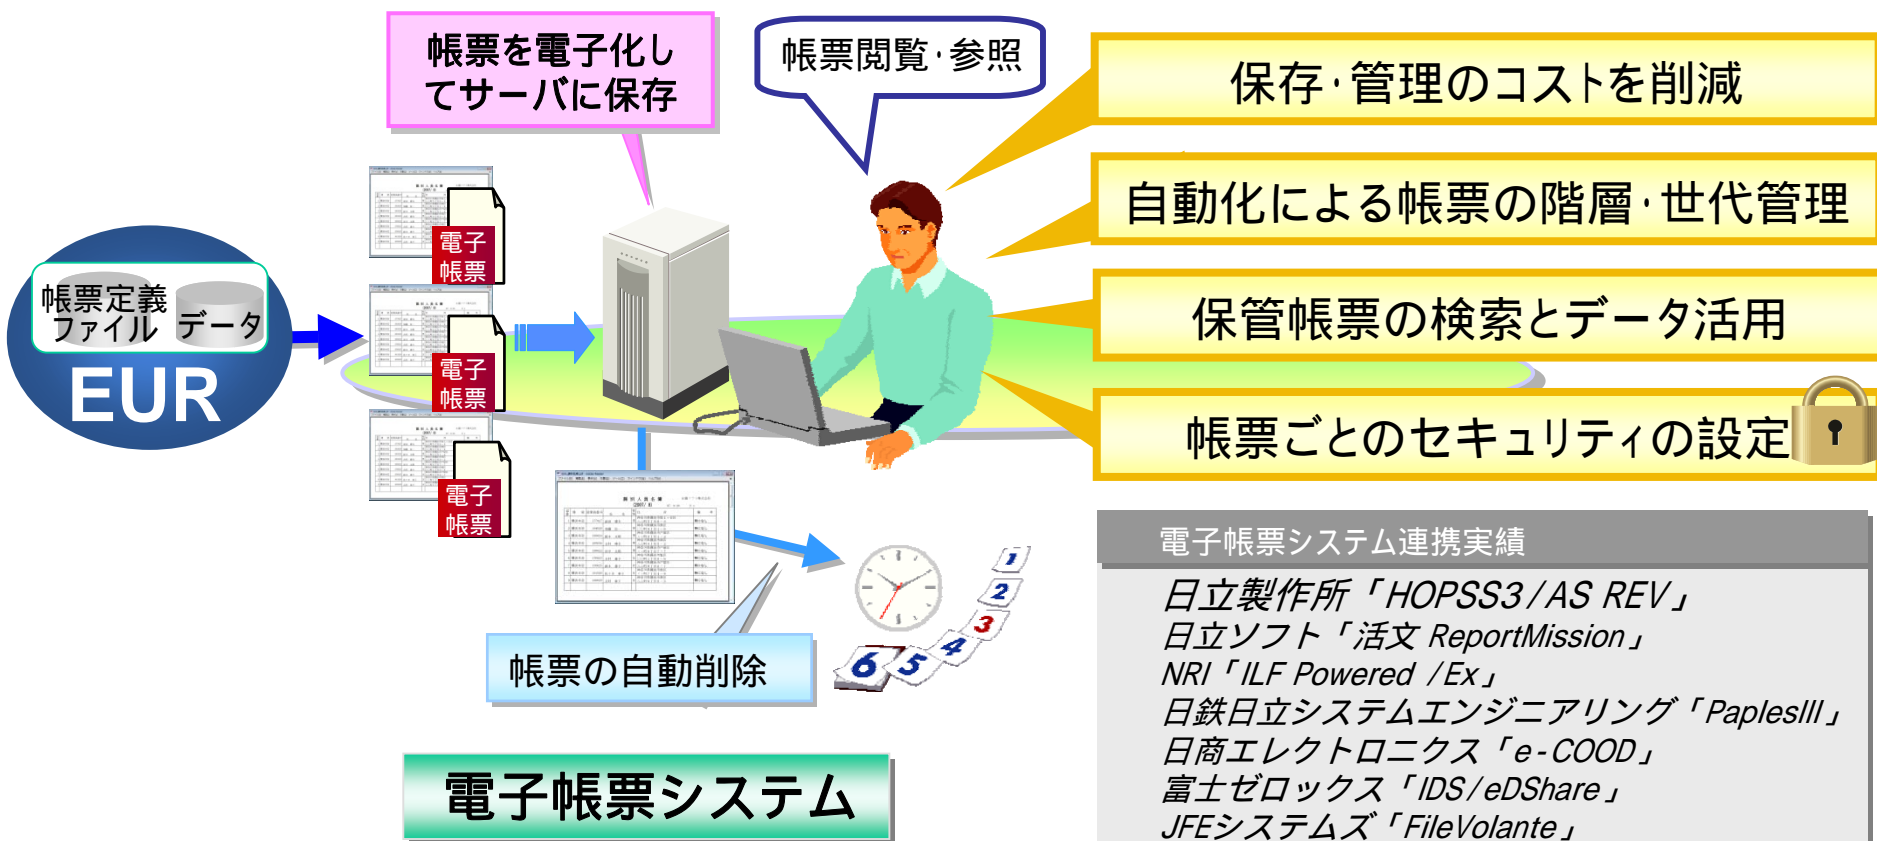 帳票を電子化し
てサーバに保存
帳票閲覧･参照
保存･管理のコストを削減
自動化による帳票の階層･世代管理
保管帳票の検索とデータ活用
帳票ごとのセキュリティの設定
帳票定義
ファイル
データ
EUR
電子
帳票
電子
帳票
電子
帳票
帳票の自動削除
1
2
3
4
5
6
電子帳票システム
電子帳票システム連携実績
日立製作所「HOPSS3/AS REV」
日立ソフト「活文 ReportMission」
NRI「ILF Powered /Ex」
日鉄日立システムエンジニアリング「PaplesIII」
日商エレクトロニクス「e-COOD」
富士ゼロックス「IDS/eDShare」
JFEシステムズ「FileVolante」